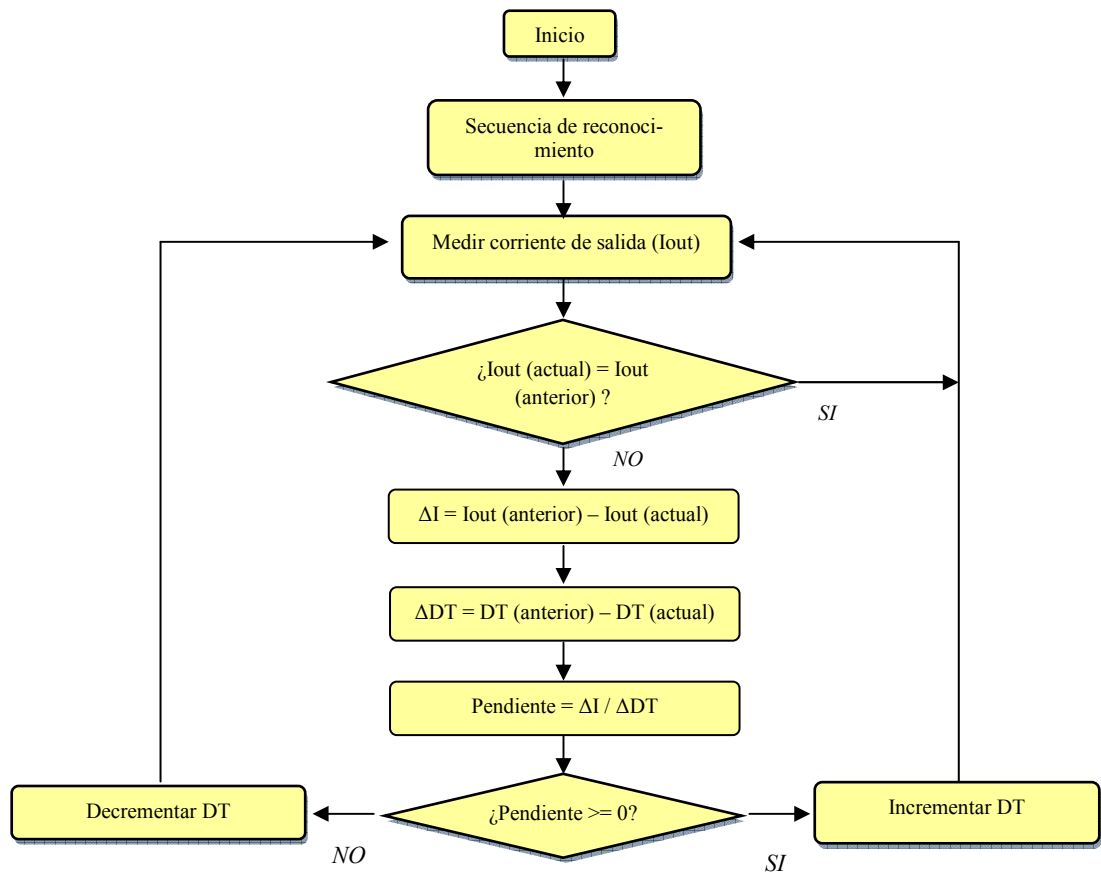 Inicio
Secuencia de reconoci-
miento
Medir corriente de salida (Iout)
¿Iout (actual) = Iout
(anterior) ?
SI
NO
ΔI = Iout (anterior) – Iout (actual)
ΔDT = DT (anterior) – DT (actual)
Pendiente = ΔI / ΔDT
Decrementar DT
¿Pendiente >= 0?
Incrementar DT
NO
SI